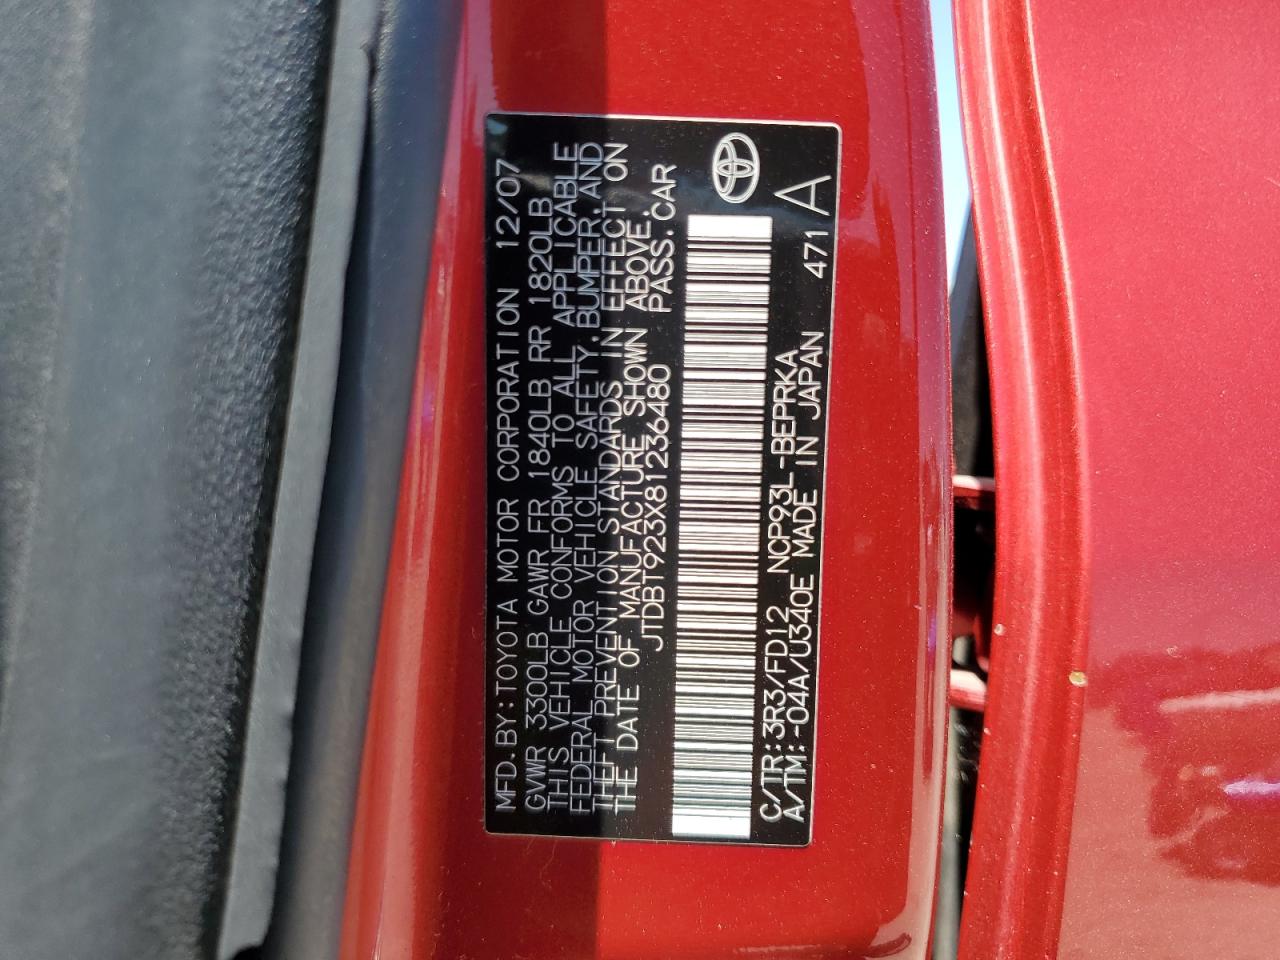 MFD. BY: TOYOTA MOTOR CORPORATION 12/07
GVWR 3300LB GAWR FR 1840LB RR 1820LB
THIS VEHICLE CONFORMS TO ALL APPLICABLE
FEDERAL MOTOR VEHICLE SAFETY, BUMPER, AND
THEFT PREVENTION STANDARDS IN EFFECT ON
THE DATE OF MANUFACTURE SHOWN ABOVE.
JTDBT923X81236480 PASS. CAR
C/TR: 3R3/FD12 NCP93L-BEPRKA
A/TM: -04A/U340E MADE IN JAPAN 471 A